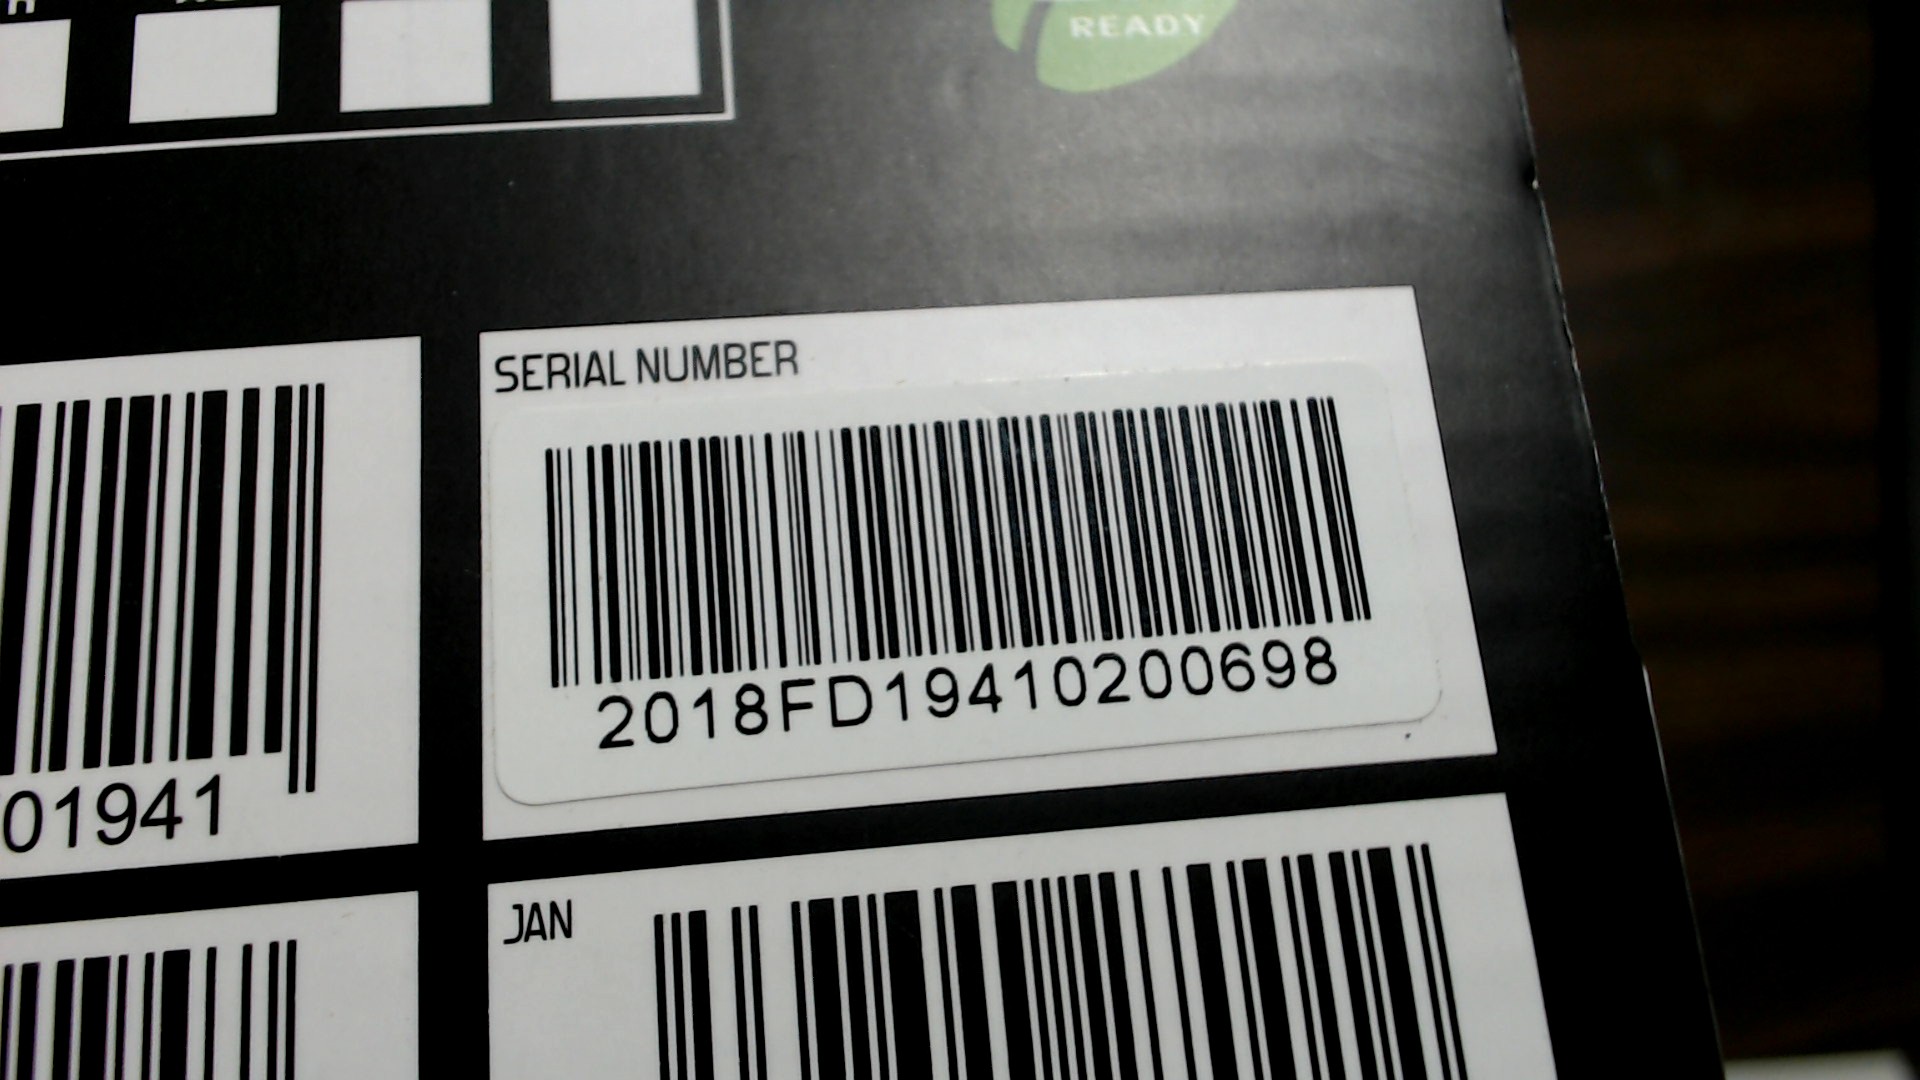 READY
SERIAL NUMBER
2018FD19410200698
01941
JAN